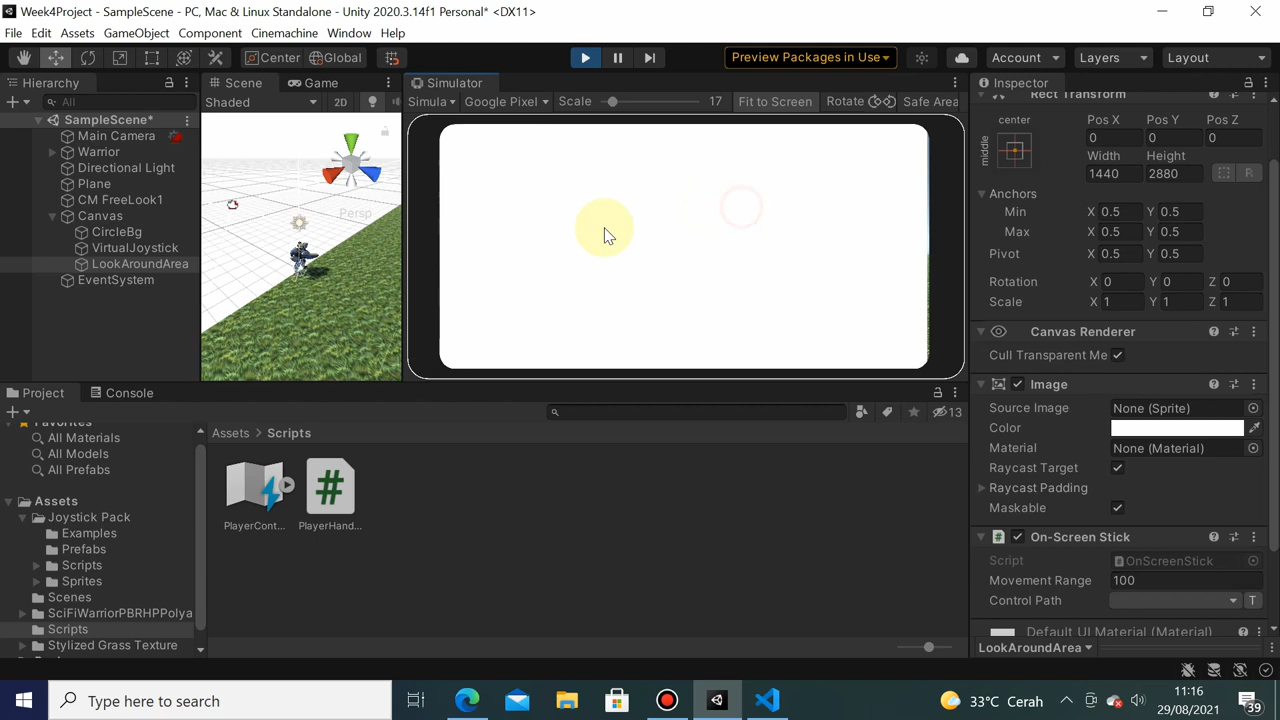 Week4Project - SampleScene - PC, Mac & Linux Standalone - Unity 2020.3.14f1 Personal* <DX11>
File Edit Assets GameObject Component Cinemachine Window Help
Center Global Preview Packages in Use Account Layers Layout
Hierarchy Scene Game Simulator Inspector
All Shaded 2D Simula Google Pixel Scale 17 Fit to Screen Rotate Safe Area
Rect Transform
SampleScene*
Main Camera
Warrior
Directional Light
Plane
CM FreeLook1
Canvas
CircleBg
VirtualJoystick
LookAroundArea
EventSystem
Persp
center Pos X Pos Y Pos Z
middle 0 0 0
Width Height
1440 2880 R
Anchors
Min X 0.5 Y 0.5
Max X 0.5 Y 0.5
Pivot X 0.5 Y 0.5
Rotation X 0 Y 0 Z 0
Scale X 1 Y 1 Z 1
Canvas Renderer
Cull Transparent Me
Image
Source Image None (Sprite)
Color
Material None (Material)
Raycast Target
Raycast Padding
Maskable
On-Screen Stick
Script OnScreenStick
Movement Range 100
Control Path T
Default UI Material (Material)
LookAroundArea
Project Console
13
Favorites
All Materials
All Models
All Prefabs
Assets
Joystick Pack
Examples
Prefabs
Scripts
Sprites
Scenes
SciFiWarriorPBRHPPolya
Scripts
Stylized Grass Texture
Assets > Scripts
PlayerCont... PlayerHand...
Type here to search
33°C Cerah
11:16
29/08/2021
39